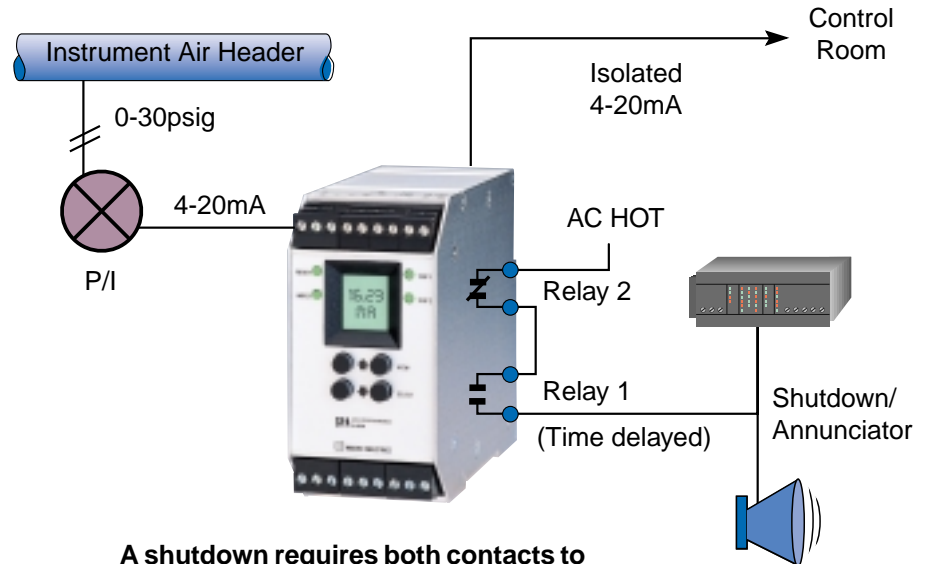 Control
Room
Instrument Air Header
Isolated
4-20mA
0-30psig
4-20mA
AC HOT
P/I
16.29
MA
Relay 2
Relay 1
(Time delayed)
Shutdown/
Annunciator
A shutdown requires both contacts to